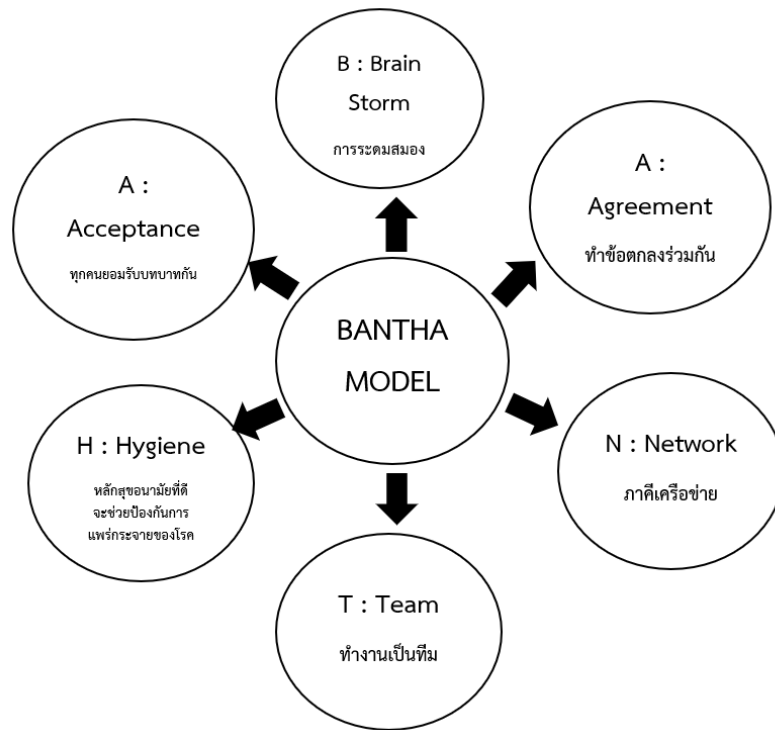 B : Brain
Storm
การระดมสมอง
A :
Agreement
ทำข้อตกลงร่วมกัน
N : Network
ภาคีเครือข่าย
T : Team
ทำงานเป็นทีม
H : Hygiene
หลักสุขอนามัยที่ดี
จะช่วยป้องกันการ
แพร่กระจายของโรค
A :
Acceptance
ทุกคนยอมรับบทบาทกัน
BANTHA
MODEL